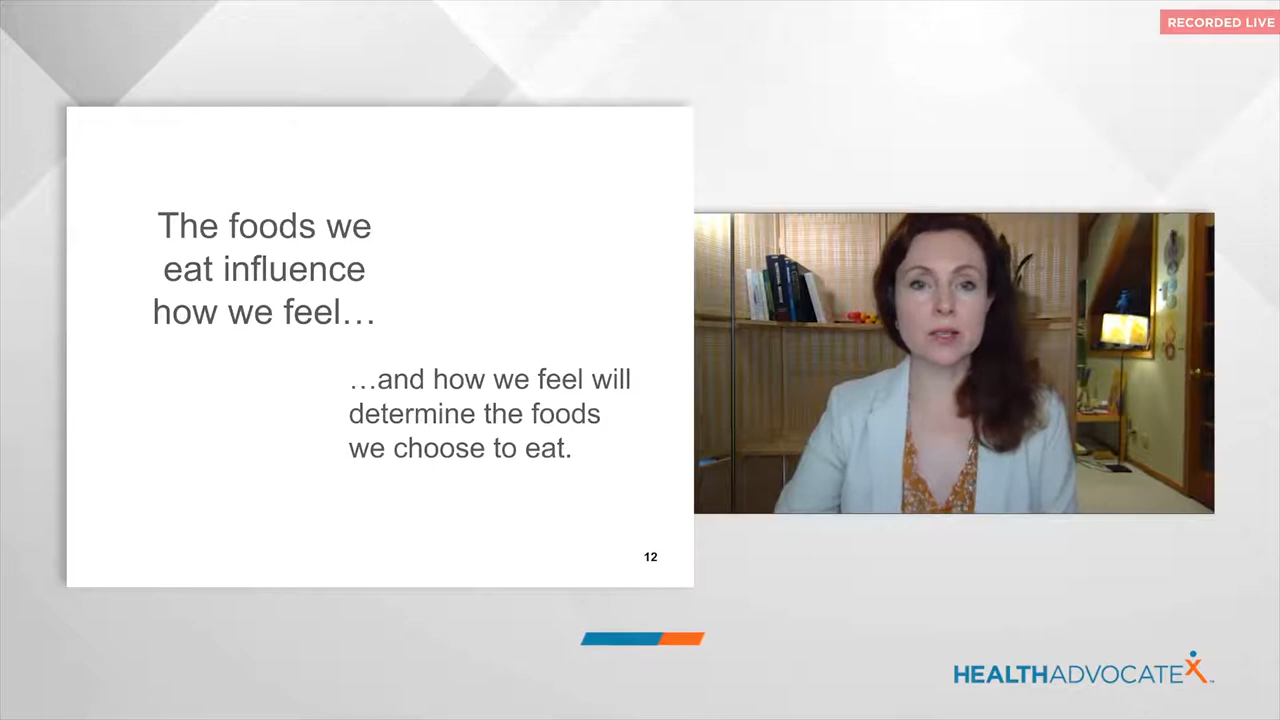 RECORDED LIVE
The foods we
eat influence
how we feel…
…and how we feel will
determine the foods
we choose to eat.
12
HEALTHADVOCATEX™